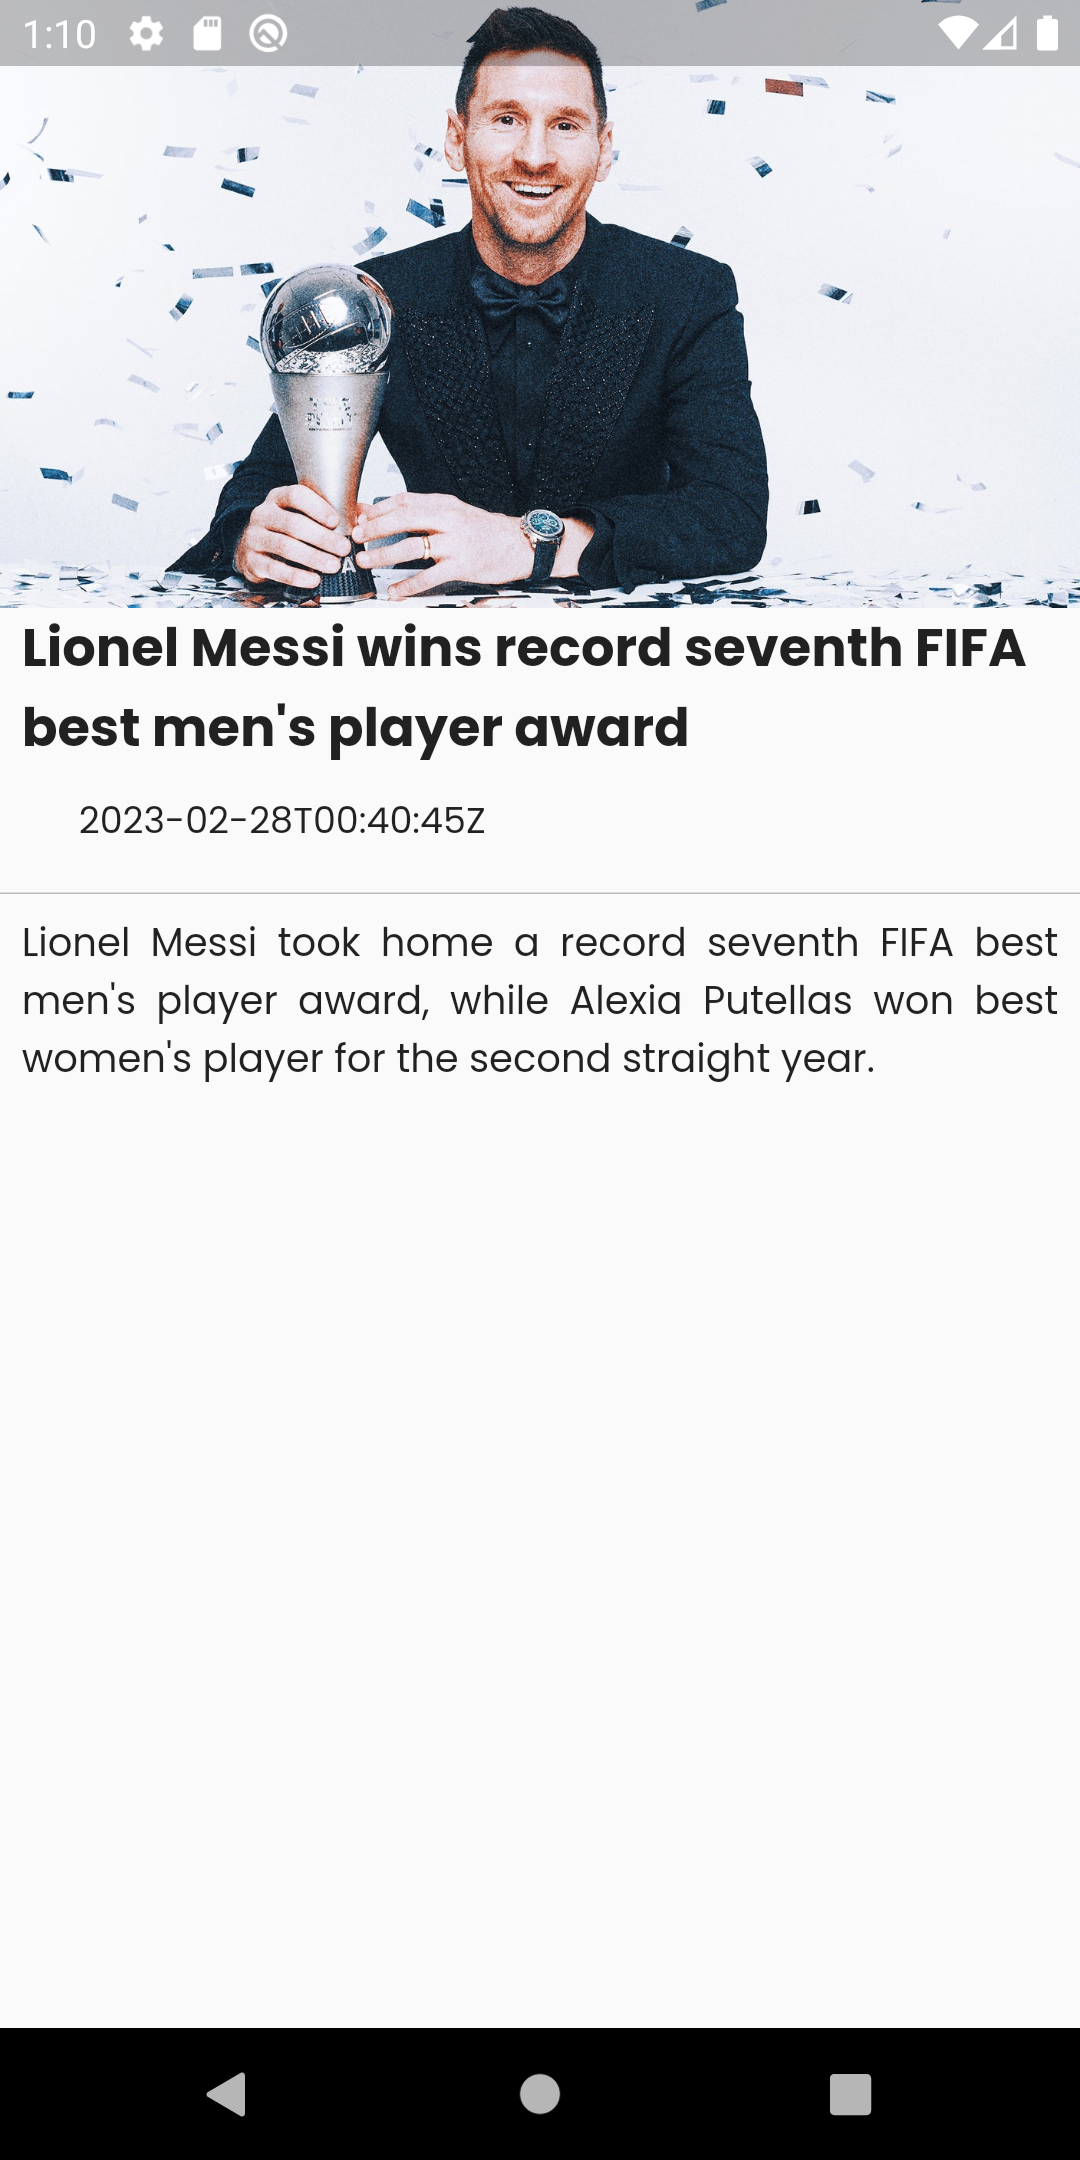 1:10
Lionel Messi wins record seventh FIFA
best men's player award
2023-02-28T00:40:45Z
Lionel Messi took home a record seventh FIFA best
men's player award, while Alexia Putellas won best
women's player for the second straight year.